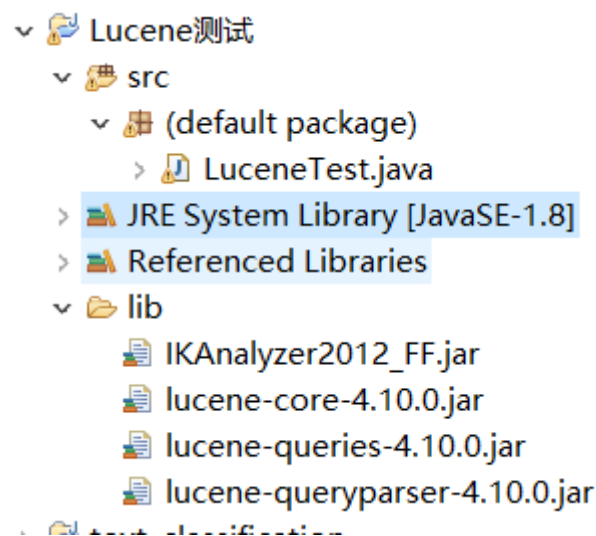 Lucene测试
src
(default package)
LuceneTest.java
JRE System Library [JavaSE-1.8]
Referenced Libraries
lib
IKAnalyzer2012_FF.jar
lucene-core-4.10.0.jar
lucene-queries-4.10.0.jar
lucene-queryparser-4.10.0.jar
text_classification